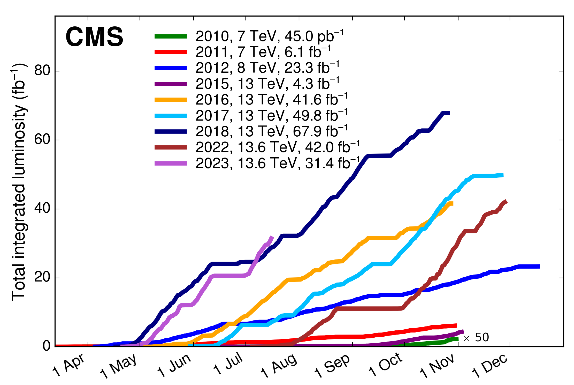 CMS
2010, 7 TeV, 45.0 pb⁻¹
2011, 7 TeV, 6.1 fb⁻¹
2012, 8 TeV, 23.3 fb⁻¹
2015, 13 TeV, 4.3 fb⁻¹
2016, 13 TeV, 41.6 fb⁻¹
2017, 13 TeV, 49.8 fb⁻¹
2018, 13 TeV, 67.9 fb⁻¹
2022, 13.6 TeV, 42.0 fb⁻¹
2023, 13.6 TeV, 31.4 fb⁻¹
Total integrated luminosity (fb⁻¹)
80
60
40
20
0
× 50
1 Apr
1 May
1 Jun
1 Jul
1 Aug
1 Sep
1 Oct
1 Nov
1 Dec